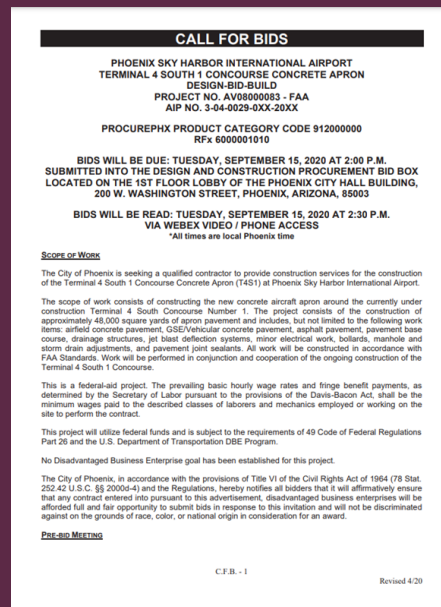 CALL FOR BIDS
PHOENIX SKY HARBOR INTERNATIONAL AIRPORT
TERMINAL 4 SOUTH 1 CONCOURSE CONCRETE APRON
DESIGN-BID-BUILD
PROJECT NO. AV08000083 - FAA
AIP NO. 3-04-0029-0XX-20XX
PROCUREPHX PRODUCT CATEGORY CODE 912000000
RFx 6000001010
BIDS WILL BE DUE: TUESDAY, SEPTEMBER 15, 2020 AT 2:00 P.M.
SUBMITTED INTO THE DESIGN AND CONSTRUCTION PROCUREMENT BID BOX
LOCATED ON THE 1ST FLOOR LOBBY OF THE PHOENIX CITY HALL BUILDING,
200 W. WASHINGTON STREET, PHOENIX, ARIZONA, 85003
BIDS WILL BE READ: TUESDAY, SEPTEMBER 15, 2020 AT 2:30 P.M.
VIA WEBEX VIDEO / PHONE ACCESS
*All times are local Phoenix time
SCOPE OF WORK
The City of Phoenix is seeking a qualified contractor to provide construction services for the construction
of the Terminal 4 South 1 Concourse Concrete Apron (T4S1) at Phoenix Sky Harbor International Airport.
The scope of work consists of constructing the new concrete aircraft apron around the currently under
construction Terminal 4 South Concourse Number 1. The project consists of the construction of
approximately 48,000 square yards of apron pavement and includes, but not limited to the following work
items: airfield concrete pavement, GSE/Vehicular concrete pavement, asphalt pavement, pavement base
course, drainage structures, jet blast deflection systems, minor electrical work, bollards, manhole and
storm drain adjustments, and pavement joint sealants. All work will be constructed in accordance with
FAA Standards. Work will be performed in conjunction and cooperation of the ongoing construction of the
Terminal 4 South 1 Concourse.
This is a federal-aid project. The prevailing basic hourly wage rates and fringe benefit payments, as
determined by the Secretary of Labor pursuant to the provisions of the Davis-Bacon Act, shall be the
minimum wages paid to the described classes of laborers and mechanics employed or working on the
site to perform the contract.
This project will utilize federal funds and is subject to the requirements of 49 Code of Federal Regulations
Part 26 and the U.S. Department of Transportation DBE Program.
No Disadvantaged Business Enterprise goal has been established for this project.
The City of Phoenix, in accordance with the provisions of Title VI of the Civil Rights Act of 1964 (78 Stat.
252.42 U.S.C. §§ 2000d-4) and the Regulations, hereby notifies all bidders that it will affirmatively ensure
that any contract entered into pursuant to this advertisement, disadvantaged business enterprises will be
afforded full and fair opportunity to submit bids in response to this invitation and will not be discriminated
against on the grounds of race, color, or national origin in consideration for an award.
PRE-BID MEETING
C.F.B. - 1
Revised 4/20